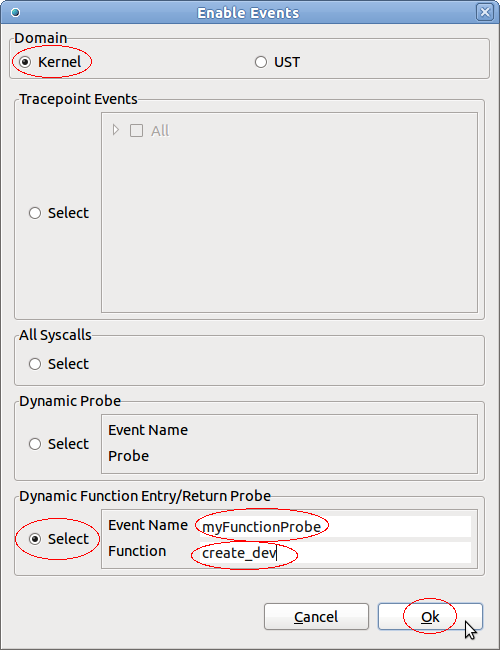 Enable Events
Domain
Kernel UST
Tracepoint Events
All
Select
All Syscalls
Select
Dynamic Probe
Event Name
Select
Probe
Dynamic Function Entry/Return Probe
Event Name myFunctionProbe
Select
Function create_dev
Cancel Ok